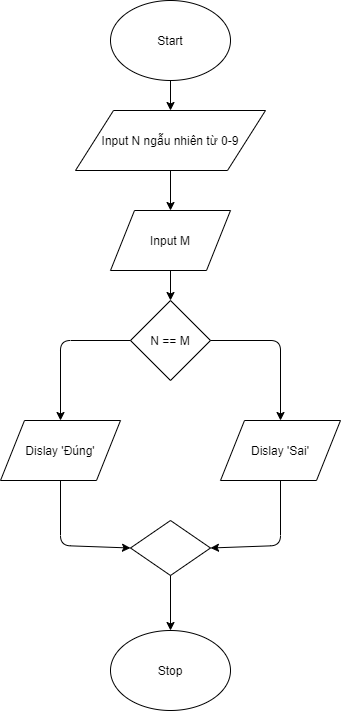 Start
Input N ngẫu nhiên từ 0-9
Input M
N == M
Dislay 'Đúng'
Dislay 'Sai'
Stop